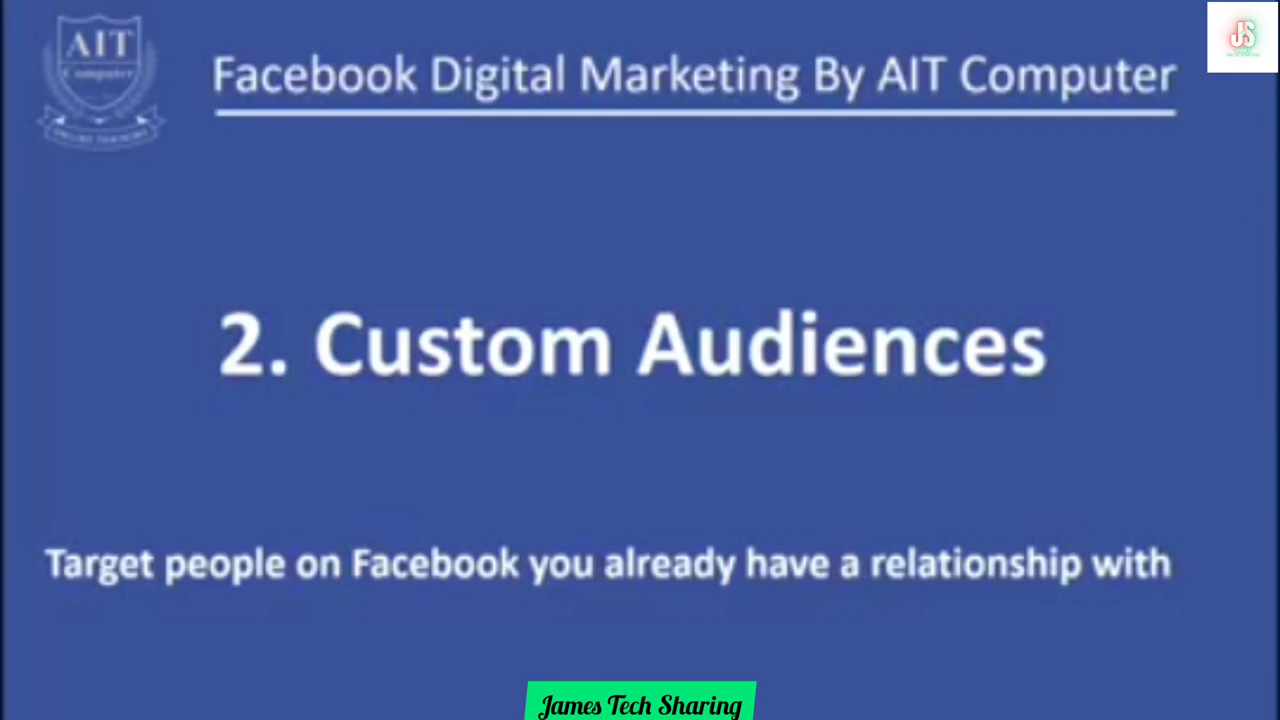 AIT
Computer
Facebook Digital Marketing By AIT Computer
JS
2. Custom Audiences
Target people on Facebook you already have a relationship with
James Tech Sharing